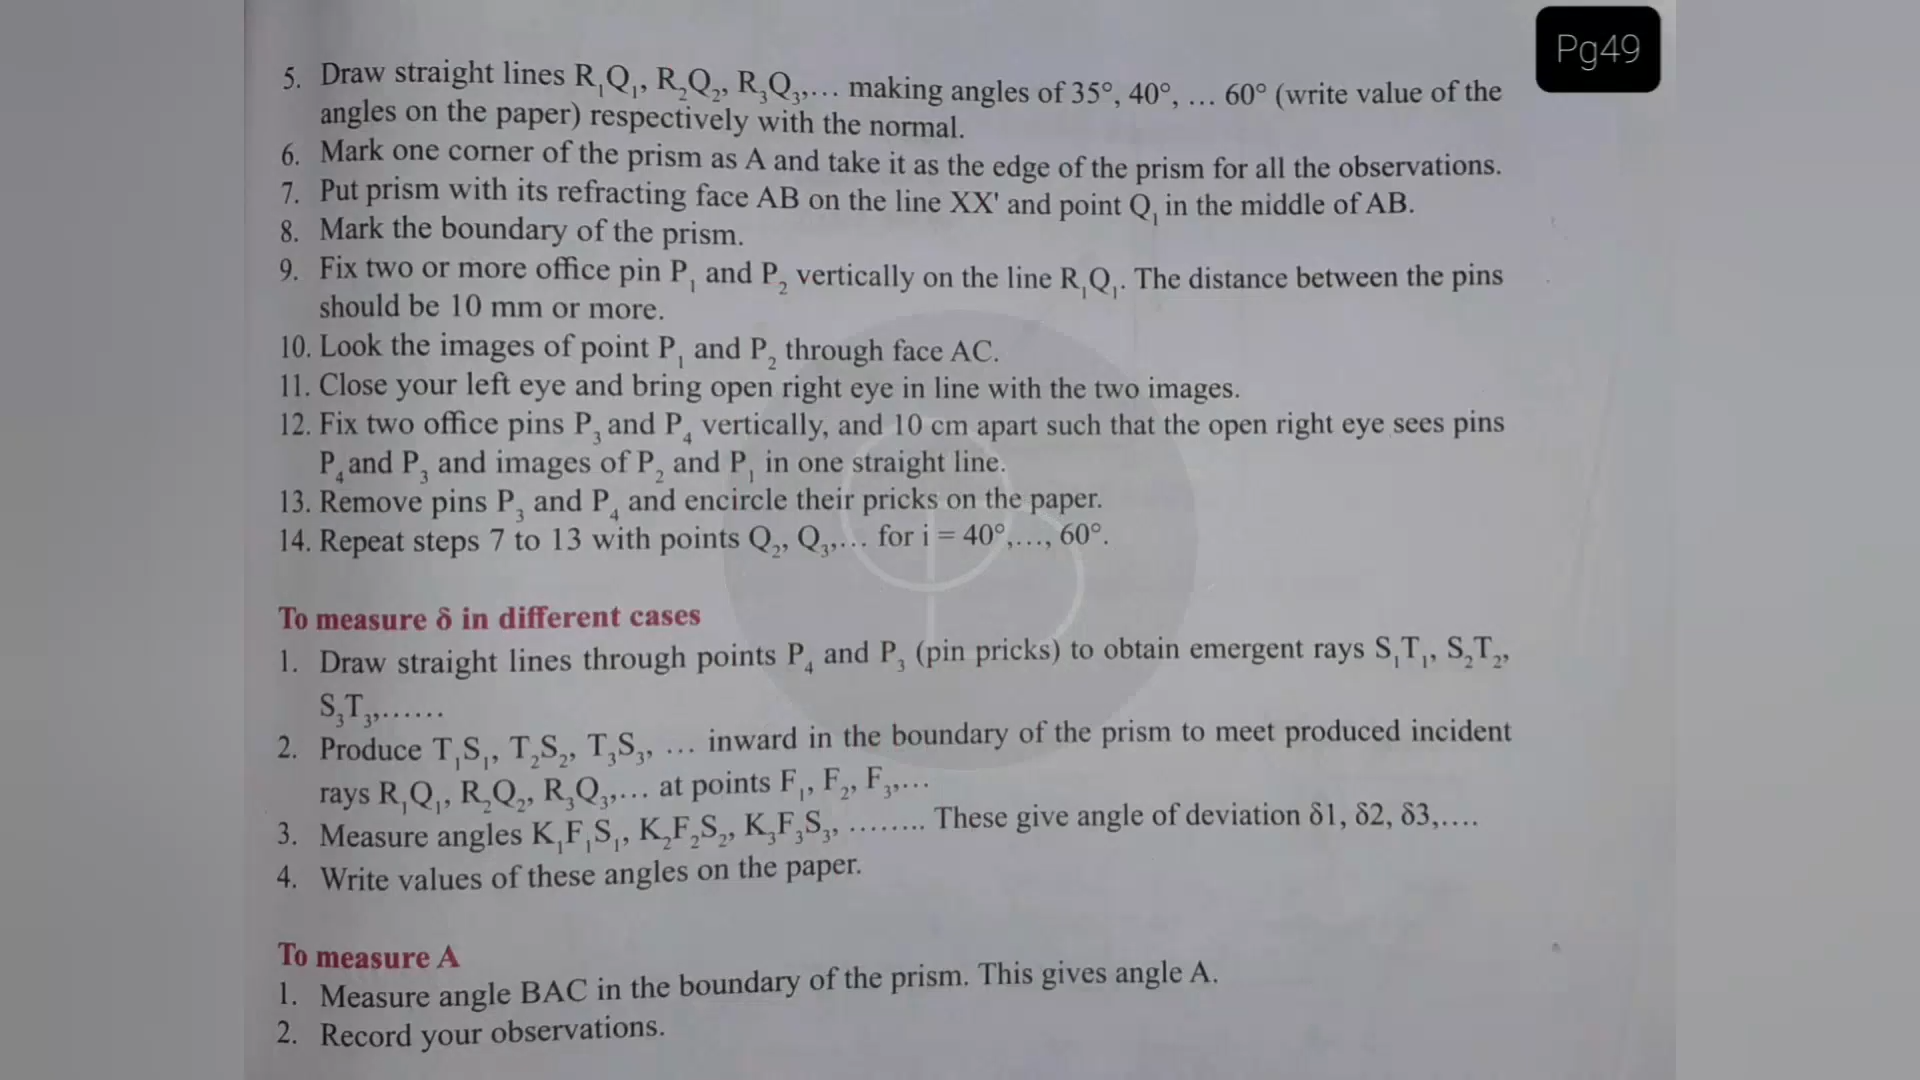 Pg49
5. Draw straight lines R₁Q₁, R₂Q₂, R₃Q₃,... making angles of 35°, 40°, ... 60° (write value of the
angles on the paper) respectively with the normal.
6. Mark one corner of the prism as A and take it as the edge of the prism for all the observations.
7. Put prism with its refracting face AB on the line XX' and point Q₁ in the middle of AB.
8. Mark the boundary of the prism.
9. Fix two or more office pin P₁ and P₂ vertically on the line R₁Q₁. The distance between the pins
should be 10 mm or more.
10. Look the images of point P₁ and P₂ through face AC.
11. Close your left eye and bring open right eye in line with the two images.
12. Fix two office pins P₃ and P₄ vertically, and 10 cm apart such that the open right eye sees pins
P₄ and P₃ and images of P₂ and P₁ in one straight line.
13. Remove pins P₃ and P₄ and encircle their pricks on the paper.
14. Repeat steps 7 to 13 with points Q₂, Q₃,... for i = 40°,..., 60°.
To measure δ in different cases
1. Draw straight lines through points P₄ and P₃ (pin pricks) to obtain emergent rays S₁T₁, S₂T₂,
S₃T₃,......
2. Produce T₁S₁, T₂S₂, T₃S₃, ... inward in the boundary of the prism to meet produced incident
rays R₁Q₁, R₂Q₂, R₃Q₃,... at points F₁, F₂, F₃,...
3. Measure angles K₁F₁S₁, K₂F₂S₂, K₃F₃S₃, ........ These give angle of deviation δ1, δ2, δ3,....
4. Write values of these angles on the paper.
To measure A
1. Measure angle BAC in the boundary of the prism. This gives angle A.
2. Record your observations.